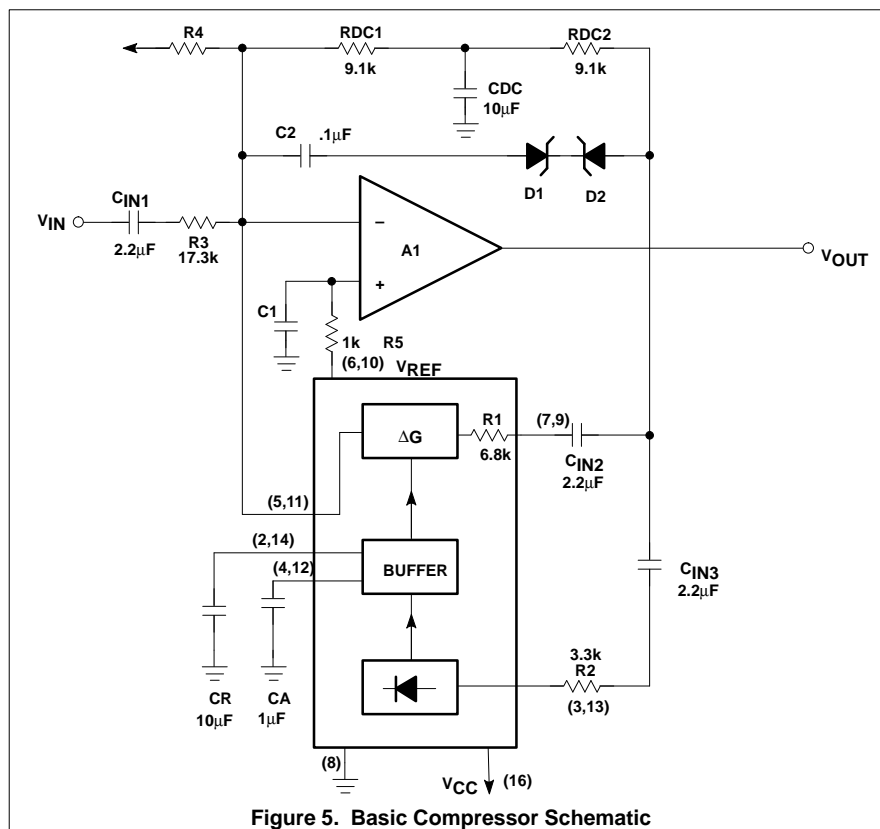 R4
RDC1
RDC2
9.1k
9.1k
CDC
10µF
C2
.1µF
D1
D2
CIN1
VIN
R3
2.2µF
17.3k
–
A1
+
VOUT
C1
1k
R5
(6,10)
VREF
ΔG
R1
6.8k
(7,9)
CIN2
2.2µF
(5,11)
(2,14)
(4,12)
BUFFER
CIN3
2.2µF
3.3k
R2
(3,13)
CR
10µF
CA
1µF
(8)
VCC
(16)
Figure 5. Basic Compressor Schematic